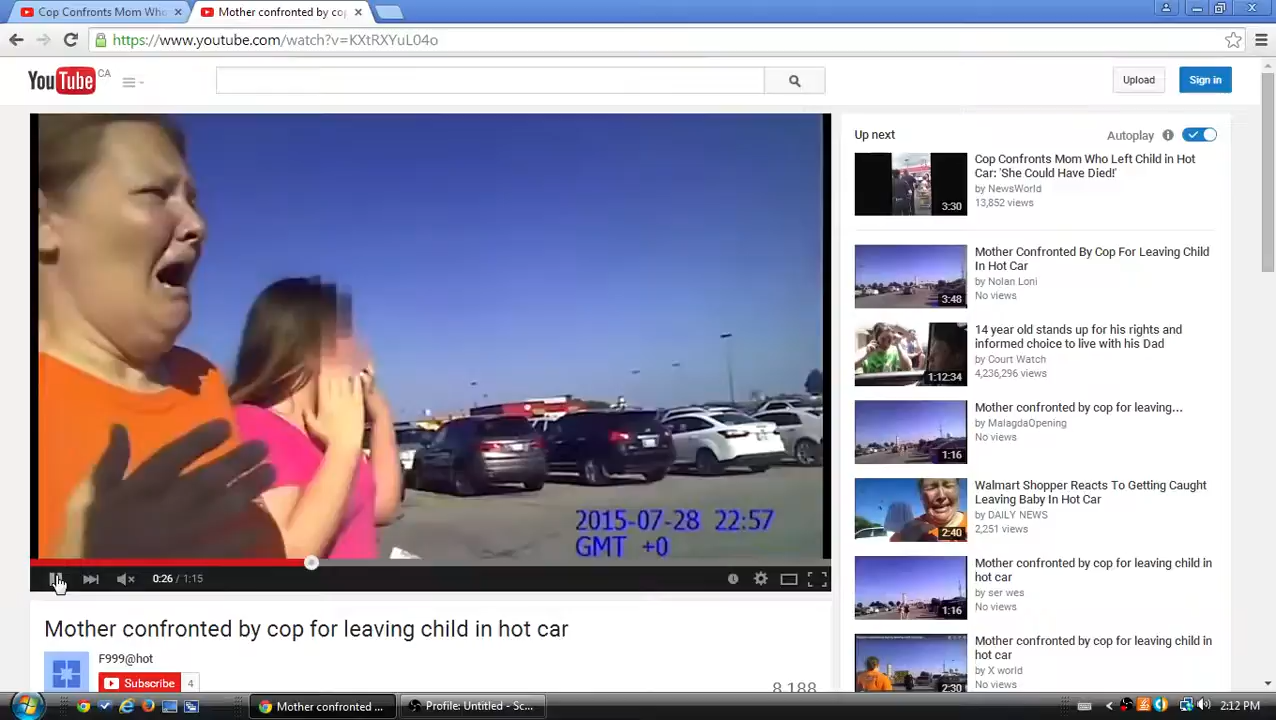 Cop Confronts Mom Who
Mother confronted by co
https://www.youtube.com/watch?v=KXtRXYuL04o
YouTube CA
Upload
Sign in
2015-07-28 22:57
GMT +0
0:26 / 1:15
Mother confronted by cop for leaving child in hot car
F999@hot
Subscribe 4
8,188
Up next
Autoplay
3:30
Cop Confronts Mom Who Left Child in Hot
Car: 'She Could Have Died!'
by NewsWorld
13,852 views
3:48
Mother Confronted By Cop For Leaving Child
In Hot Car
by Nolan Loni
No views
1:12:34
14 year old stands up for his rights and
informed choice to live with his Dad
by Court Watch
4,236,296 views
1:16
Mother confronted by cop for leaving...
by MalagdaOpening
No views
2:40
Walmart Shopper Reacts To Getting Caught
Leaving Baby In Hot Car
by DAILY NEWS
2,251 views
1:16
Mother confronted by cop for leaving child in
hot car
by ser wes
No views
2:30
Mother confronted by cop for leaving child in
hot car
by X world
No views
Mother confronted ...
Profile: Untitled - Sc...
2:12 PM